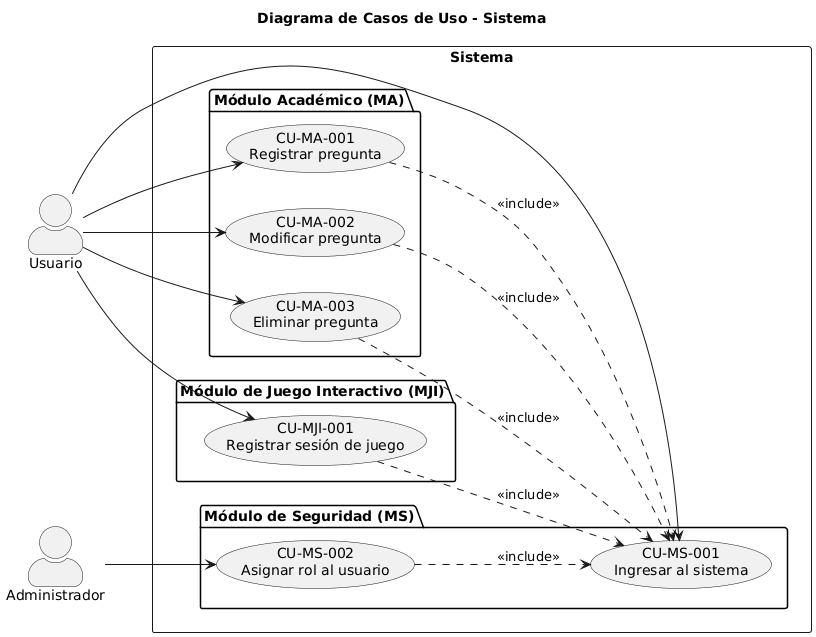 Diagrama de Casos de Uso - Sistema
Sistema
Módulo Académico (MA)
CU-MA-001
Registrar pregunta
«include»
CU-MA-002
Modificar pregunta
Usuario
«include»
CU-MA-003
Eliminar pregunta
Módulo de Juego Interactivo (MJI)
«include»
CU-MJI-001
Registrar sesión de juego
«include»
Módulo de Seguridad (MS)
CU-MS-002
Asignar rol al usuario
«include»
CU-MS-001
Ingresar al sistema
Administrador